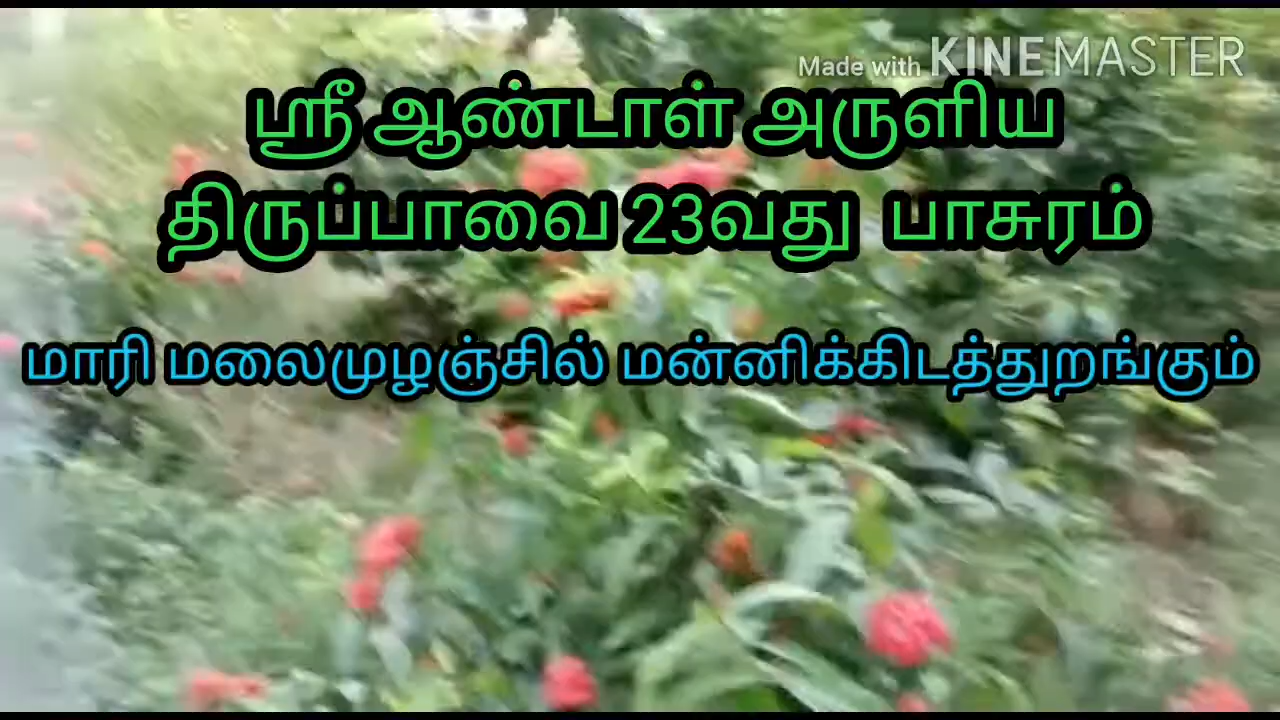 Made with KINEMASTER
ஸ்ரீ ஆண்டாள் அருளிய
திருப்பாவை 23வது பாசுரம்
மாரி மலைமுழஞ்சில் மன்னிக்கிடத்துறங்கும்